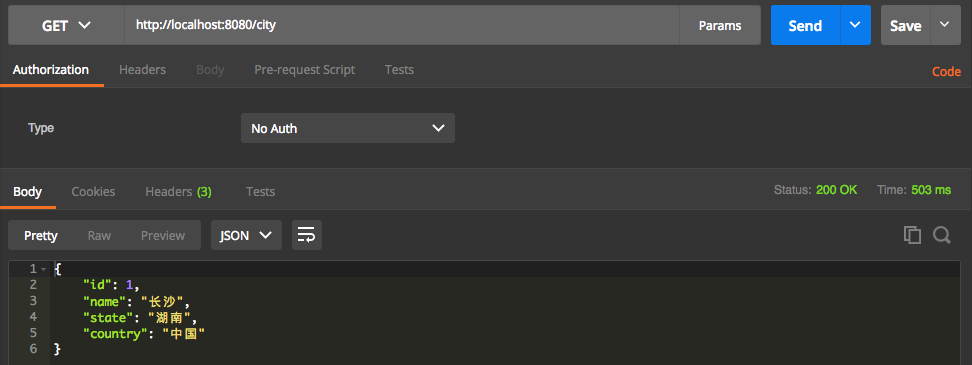 GET http://localhost:8080/city Params Send Save
Authorization Headers Body Pre-request Script Tests Code
Type No Auth
Body Cookies Headers (3) Tests Status: 200 OK Time: 503 ms
Pretty Raw Preview JSON
1 {
2 "id": 1,
3 "name": "长沙",
4 "state": "湖南",
5 "country": "中国"
6 }